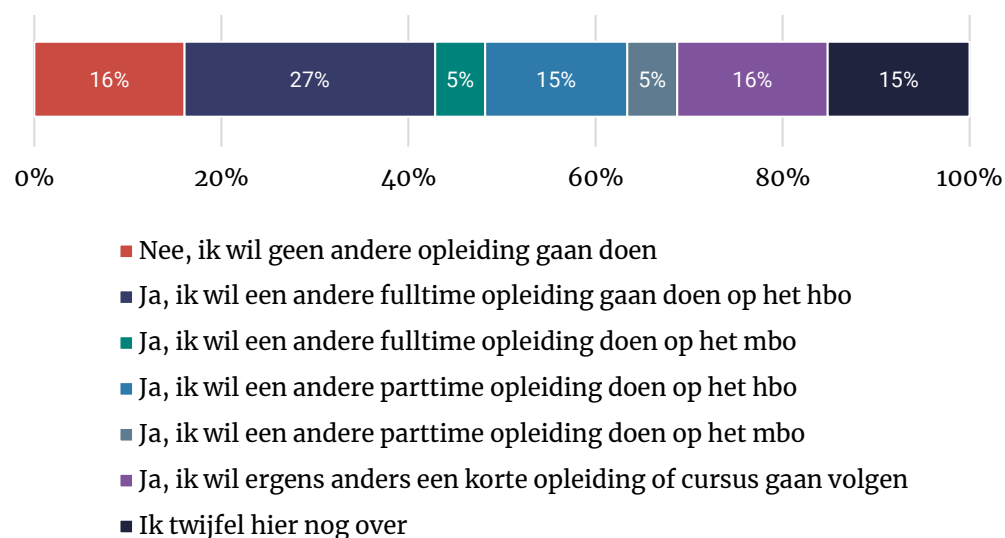 16% 27% 5% 15% 5% 16% 15%
0% 20% 40% 60% 80% 100%
Nee, ik wil geen andere opleiding gaan doen
Ja, ik wil een andere fulltime opleiding gaan doen op het hbo
Ja, ik wil een andere fulltime opleiding doen op het mbo
Ja, ik wil een andere parttime opleiding doen op het hbo
Ja, ik wil een andere parttime opleiding doen op het mbo
Ja, ik wil ergens anders een korte opleiding of cursus gaan volgen
Ik twijfel hier nog over